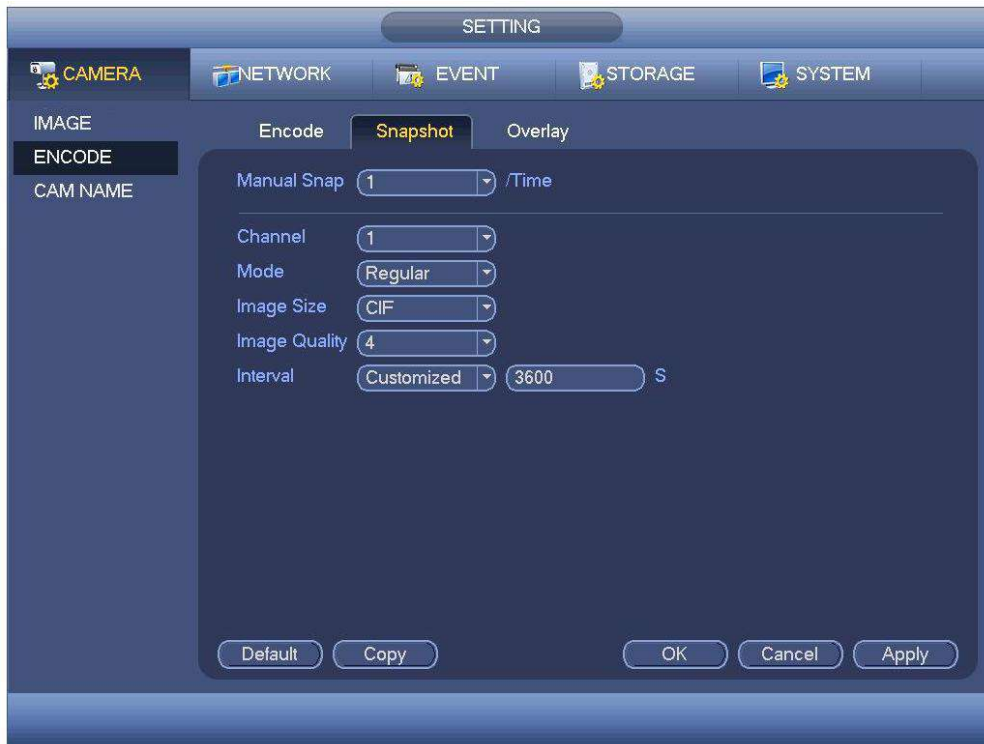 SETTING
CAMERA NETWORK EVENT STORAGE SYSTEM
IMAGE
ENCODE
CAM NAME
Encode Snapshot Overlay
Manual Snap 1 /Time
Channel 1
Mode Regular
Image Size CIF
Image Quality 4
Interval Customized 3600 S
Default Copy OK Cancel Apply